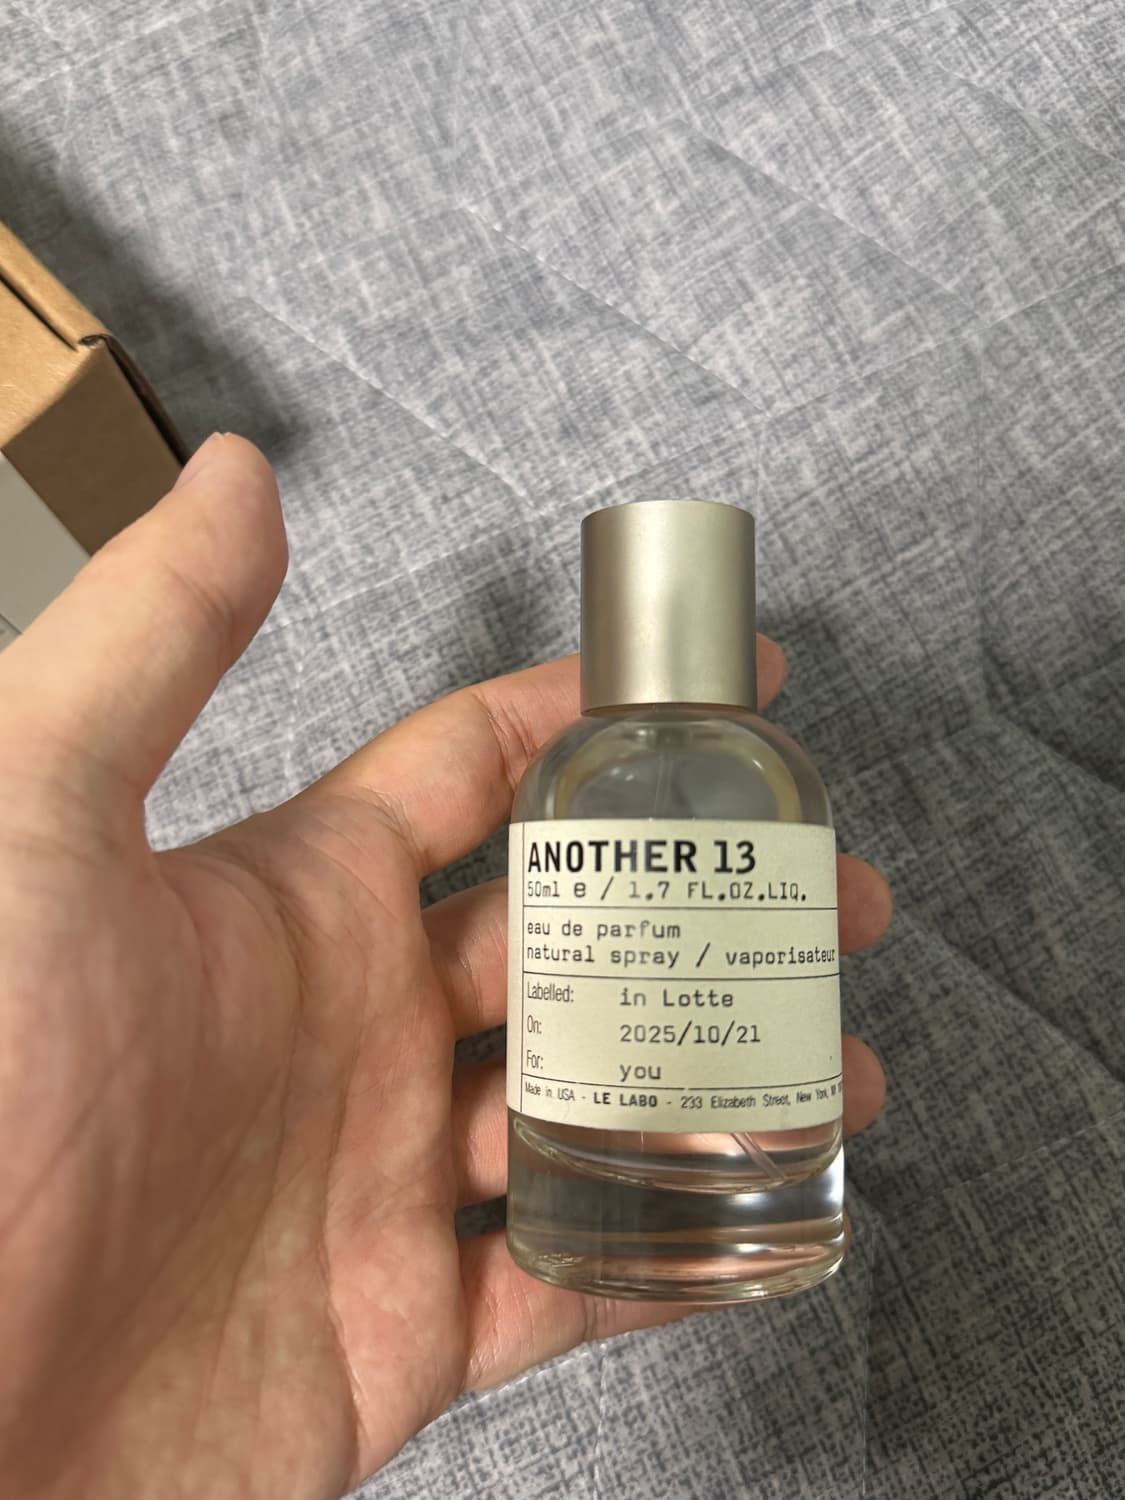 ANOTHER 13
50ml e / 1.7 FL.OZ.LIQ.
eau de parfum
natural spray / vaporisateur
Labelled: in Lotte
On: 2025/10/21
For: you
Made in USA - LE LABO - 233 Elizabeth Street, New York,